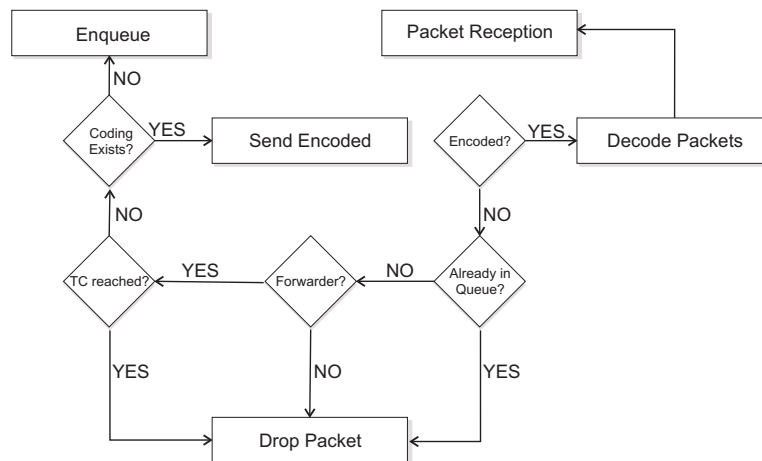 Enqueue
Packet Reception
NO
Coding
Exists?
YES
Send Encoded
Encoded?
YES
Decode Packets
NO
NO
TC reached?
YES
Forwarder?
NO
Already in
Queue?
YES
NO
YES
Drop Packet